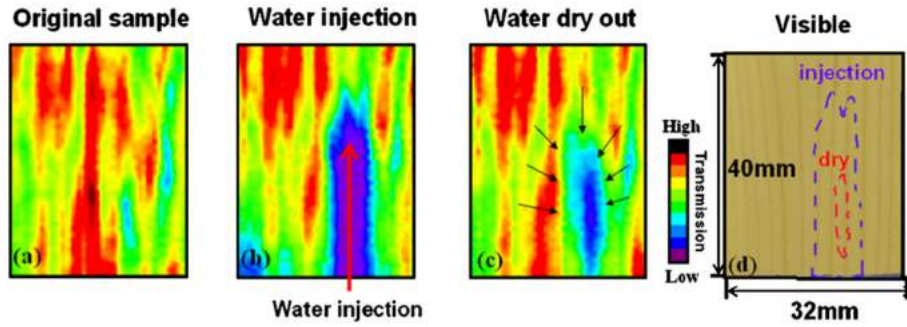 Original sample
Water injection
Water dry out
Visible
(a)
(b)
(c)
(d)
Water injection
High
Transmission
Low
40mm
injection
dry
32mm